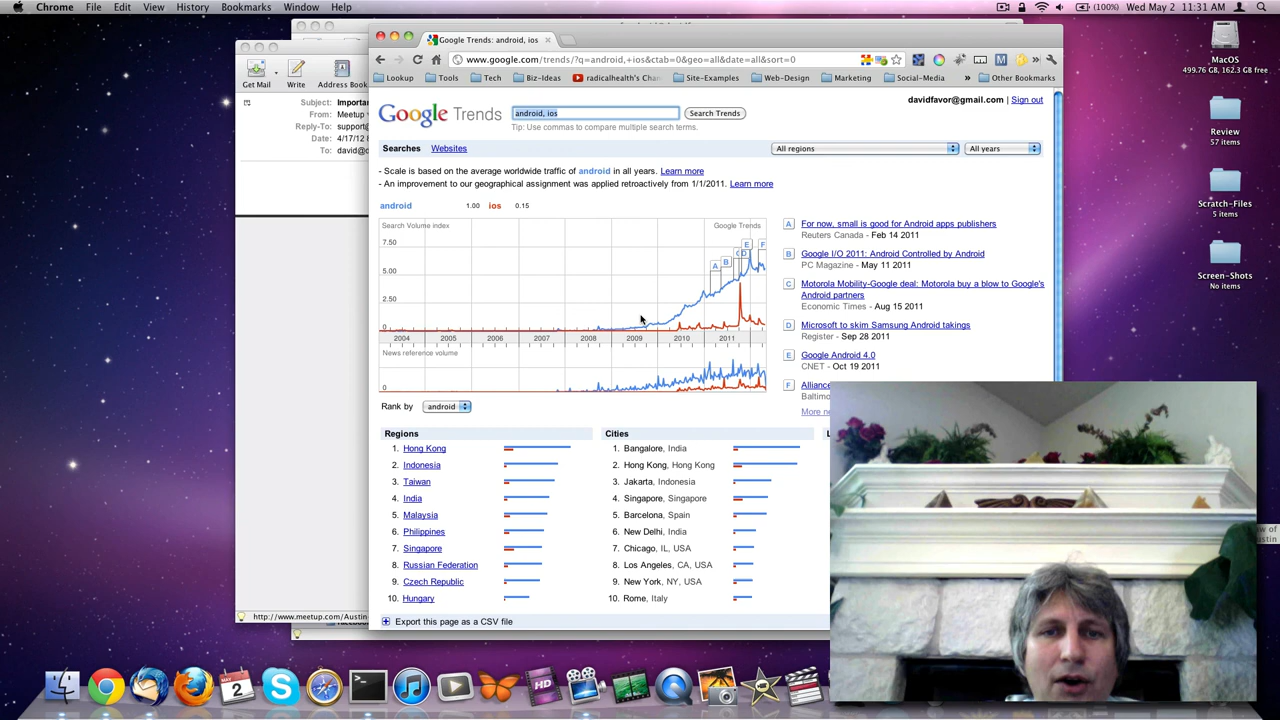 Chrome File Edit View History Bookmarks Window Help
(100%) Wed May 2 11:31 AM
Google Trends: android, ios
www.google.com/trends/?q=android,+ios&ctab=0&geo=all&date=all&sort=0
Lookup Tools Tech Biz-Ideas radicalhealth's Chan Site-Examples Web-Design Marketing Social-Media » Other Bookmarks
Get Mail Write Address Book
Subject: Importan
From: Meetup
Reply-To: support@
Date: 4/17/12
To: david@d
davidfavor@gmail.com | Sign out
Google Trends android, ios Search Trends
Tip: Use commas to compare multiple search terms.
Searches Websites All regions All years
- Scale is based on the average worldwide traffic of android in all years. Learn more
- An improvement to our geographical assignment was applied retroactively from 1/1/2011. Learn more
android 1.00 ios 0.15
Search Volume index Google Trends
7.50
5.00
2.50
0
A B C D E F
2004 2005 2006 2007 2008 2009 2010 2011
News reference volume
0
A For now, small is good for Android apps publishers
Reuters Canada - Feb 14 2011
B Google I/O 2011: Android Controlled by Android
PC Magazine - May 11 2011
C Motorola Mobility-Google deal: Motorola buy a blow to Google's
Android partners
Economic Times - Aug 15 2011
D Microsoft to skim Samsung Android takings
Register - Sep 28 2011
E Google Android 4.0
CNET - Oct 19 2011
F Alliance
Baltimo
More ne
Rank by android
Regions
1. Hong Kong
2. Indonesia
3. Taiwan
4. India
5. Malaysia
6. Philippines
7. Singapore
8. Russian Federation
9. Czech Republic
10. Hungary
Cities
1. Bangalore, India
2. Hong Kong, Hong Kong
3. Jakarta, Indonesia
4. Singapore, Singapore
5. Barcelona, Spain
6. New Delhi, India
7. Chicago, IL, USA
8. Los Angeles, CA, USA
9. New York, NY, USA
10. Rome, Italy
L
Export this page as a CSV file
http://www.meetup.com/Austin
MacOS
499.76 GB, 162.3 GB free
Review
57 items
Scratch-Files
5 items
Screen-Shots
No items
MAY
2
HD